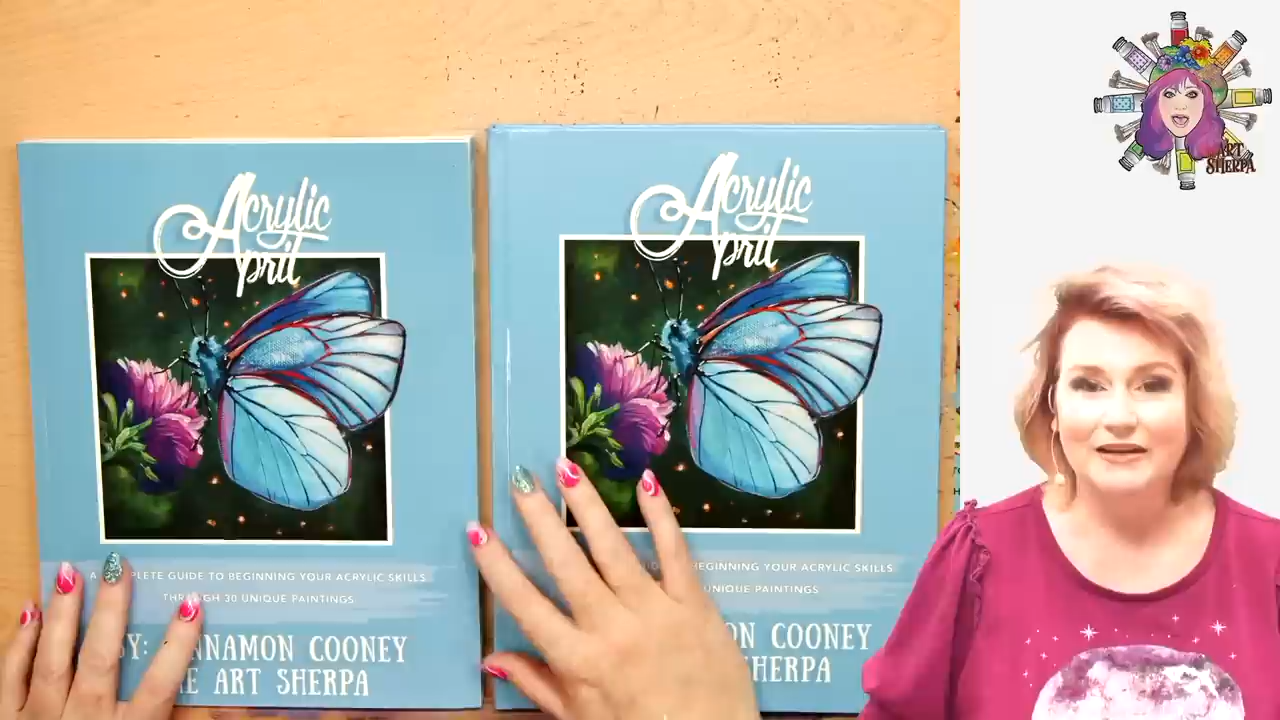 Acrylic
April
A COMPLETE GUIDE TO BEGINNING YOUR ACRYLIC SKILLS
THROUGH 30 UNIQUE PAINTINGS
BY: CINNAMON COONEY
THE ART SHERPA
Acrylic
April
BEGINNING YOUR ACRYLIC SKILLS
UNIQUE PAINTINGS
COONEY
SHERPA
ART
SHERPA